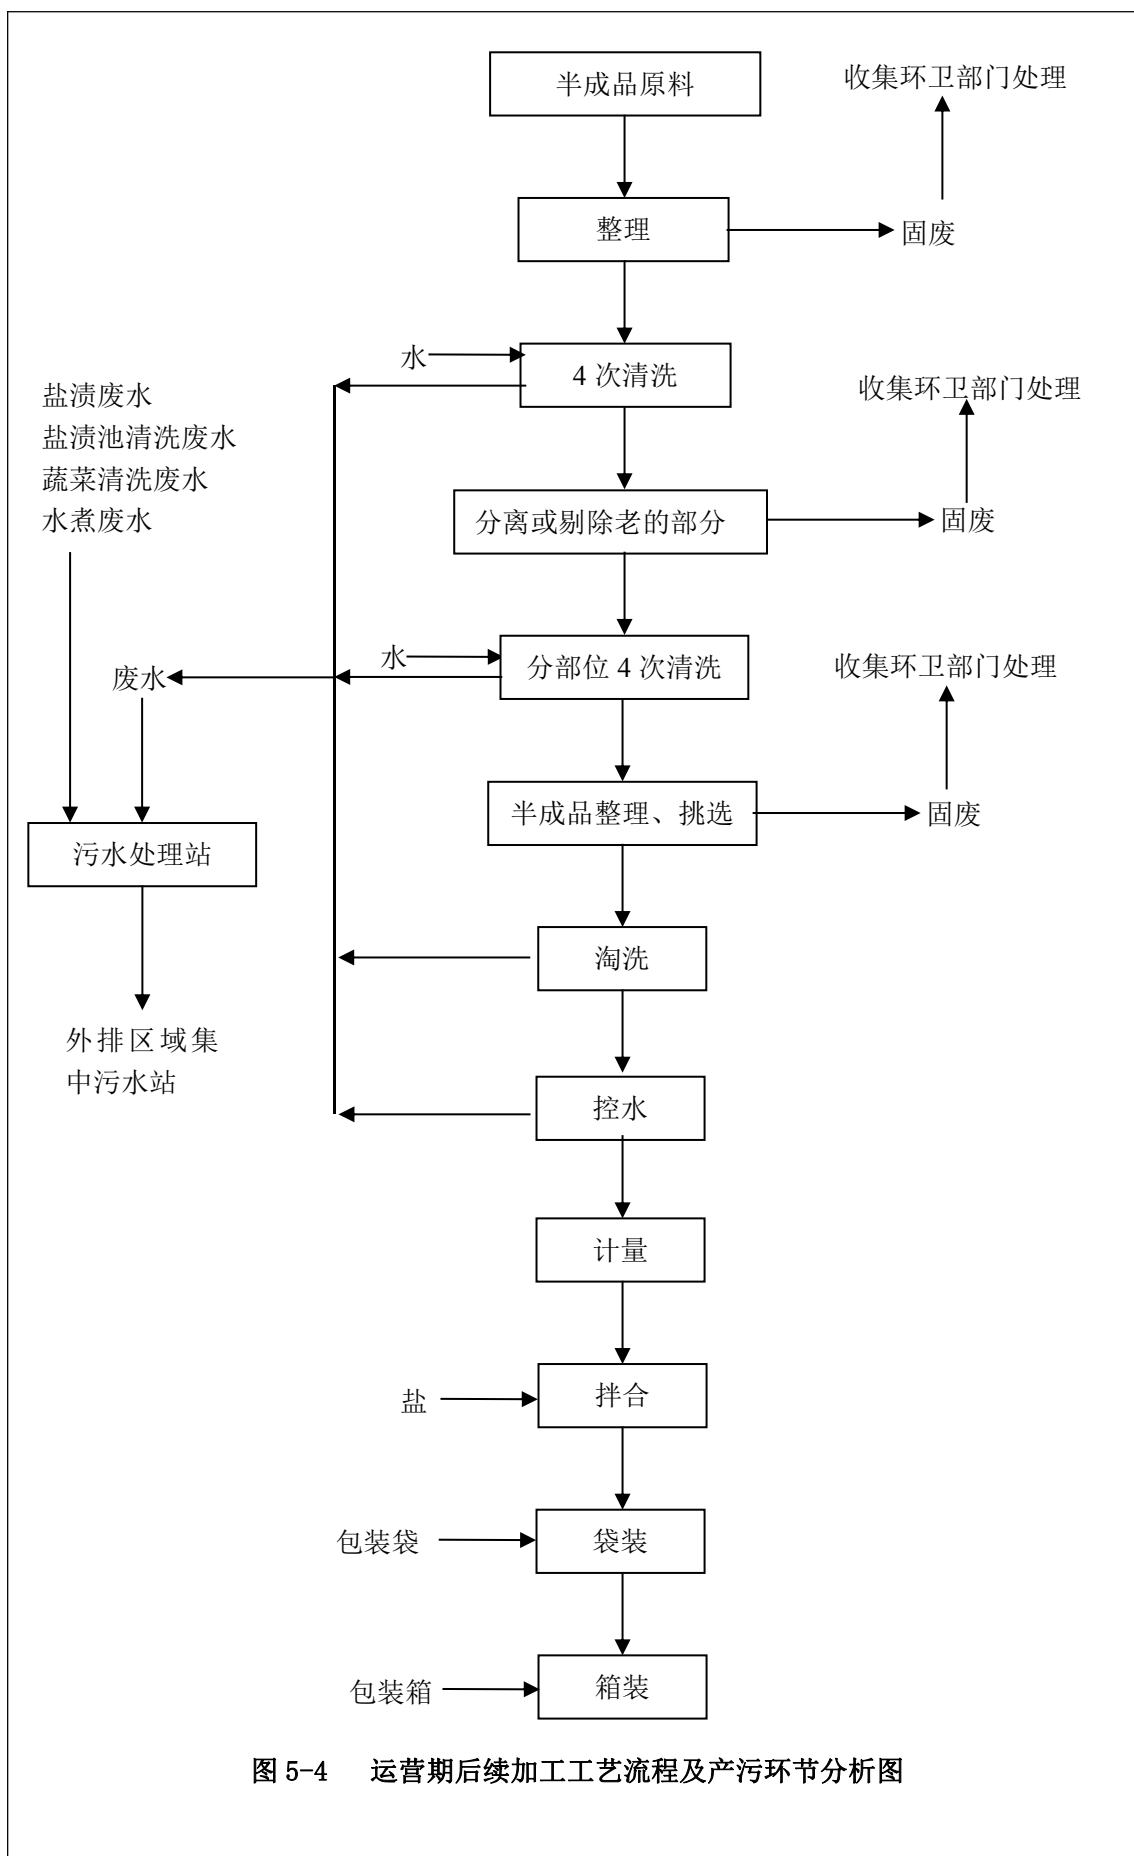 半成品原料
收集环卫部门处理
整理
固废
水
4 次清洗
收集环卫部门处理
盐渍废水
盐渍池清洗废水
蔬菜清洗废水
水煮废水
分离或剔除老的部分
固废
水
分部位 4 次清洗
收集环卫部门处理
废水
半成品整理、挑选
固废
污水处理站
淘洗
外排区域集
中污水站
控水
计量
盐
拌合
包装袋
袋装
包装箱
箱装
图 5-4 运营期后续加工工艺流程及产污环节分析图